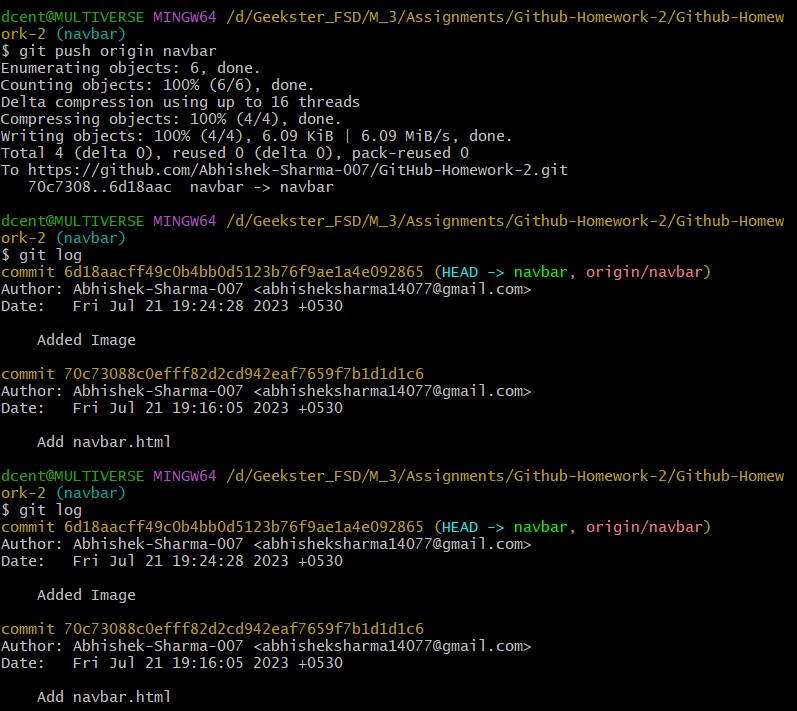 dcent@MULTIVERSE MINGW64 /d/Geekster_FSD/M_3/Assignments/Github-Homework-2/Github-Homew
ork-2 (navbar)
$ git push origin navbar
Enumerating objects: 6, done.
Counting objects: 100% (6/6), done.
Delta compression using up to 16 threads
Compressing objects: 100% (4/4), done.
Writing objects: 100% (4/4), 6.09 KiB | 6.09 MiB/s, done.
Total 4 (delta 0), reused 0 (delta 0), pack-reused 0
To https://github.com/Abhishek-Sharma-007/GitHub-Homework-2.git
   70c7308..6d18aac  navbar -> navbar

dcent@MULTIVERSE MINGW64 /d/Geekster_FSD/M_3/Assignments/Github-Homework-2/Github-Homew
ork-2 (navbar)
$ git log
commit 6d18aacff49c0b4bb0d5123b76f9ae1a4e092865 (HEAD -> navbar, origin/navbar)
Author: Abhishek-Sharma-007 <abhisheksharma14077@gmail.com>
Date:   Fri Jul 21 19:24:28 2023 +0530

    Added Image

commit 70c73088c0efff82d2cd942eaf7659f7b1d1d1c6
Author: Abhishek-Sharma-007 <abhisheksharma14077@gmail.com>
Date:   Fri Jul 21 19:16:05 2023 +0530

    Add navbar.html

dcent@MULTIVERSE MINGW64 /d/Geekster_FSD/M_3/Assignments/Github-Homework-2/Github-Homew
ork-2 (navbar)
$ git log
commit 6d18aacff49c0b4bb0d5123b76f9ae1a4e092865 (HEAD -> navbar, origin/navbar)
Author: Abhishek-Sharma-007 <abhisheksharma14077@gmail.com>
Date:   Fri Jul 21 19:24:28 2023 +0530

    Added Image

commit 70c73088c0efff82d2cd942eaf7659f7b1d1d1c6
Author: Abhishek-Sharma-007 <abhisheksharma14077@gmail.com>
Date:   Fri Jul 21 19:16:05 2023 +0530

    Add navbar.html